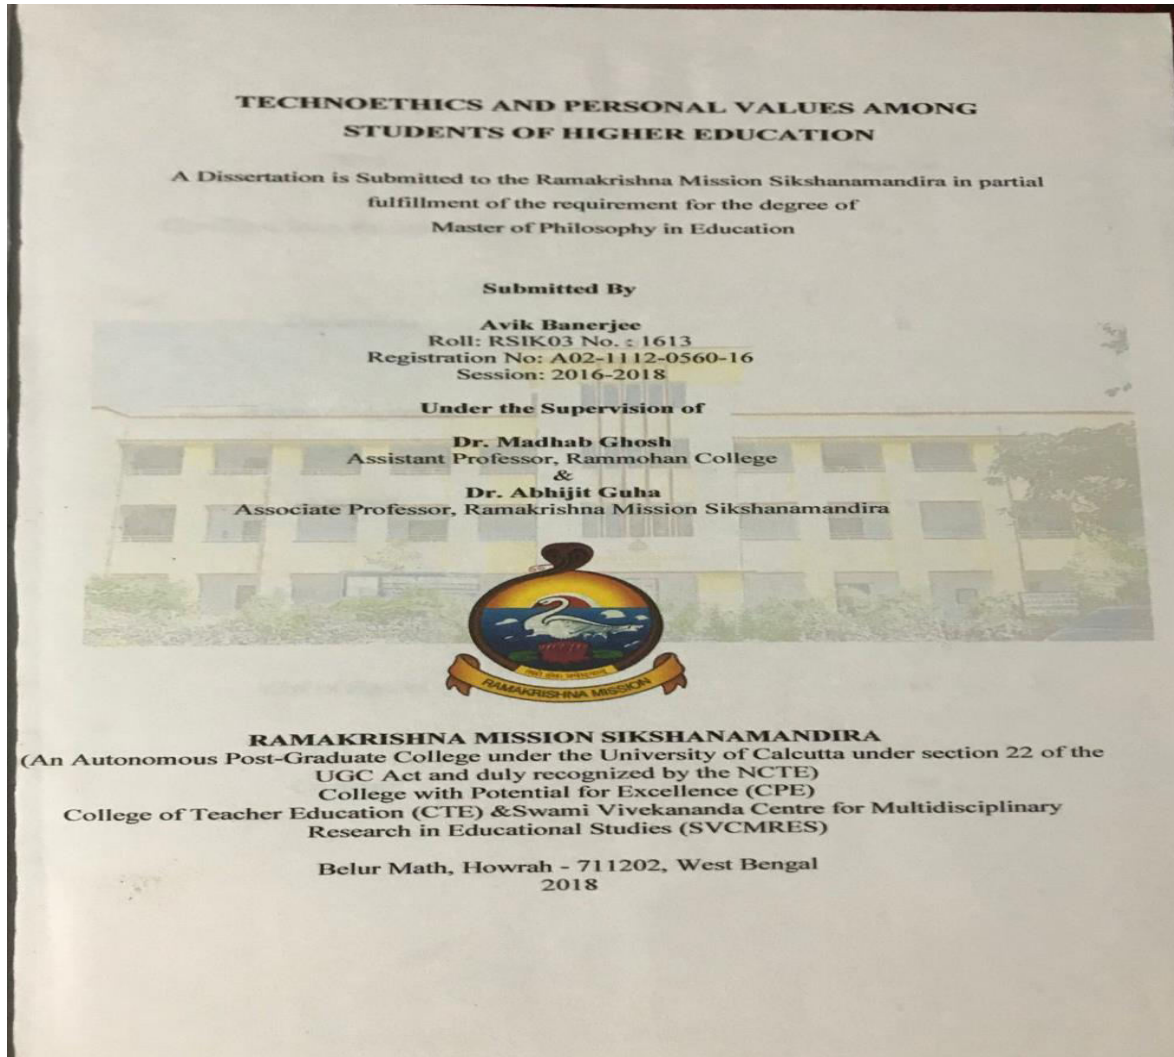 TECHNOETHICS AND PERSONAL VALUES AMONG
STUDENTS OF HIGHER EDUCATION
A Dissertation is Submitted to the Ramakrishna Mission Sikshanamandira in partial
fulfillment of the requirement for the degree of
Master of Philosophy in Education
Submitted By
Avik Banerjee
Roll: RSIK03 No. : 1613
Registration No: A02-1112-0560-16
Session: 2016-2018
Under the Supervision of
Dr. Madhab Ghosh
Assistant Professor, Rammohan College
&
Dr. Abhijit Guha
Associate Professor, Ramakrishna Mission Sikshanamandira
RAMAKRISHNA MISSION
RAMAKRISHNA MISSION SIKSHANAMANDIRA
(An Autonomous Post-Graduate College under the University of Calcutta under section 22 of the
UGC Act and duly recognized by the NCTE)
College with Potential for Excellence (CPE)
College of Teacher Education (CTE) &Swami Vivekananda Centre for Multidisciplinary
Research in Educational Studies (SVCMRES)
Belur Math, Howrah - 711202, West Bengal
2018